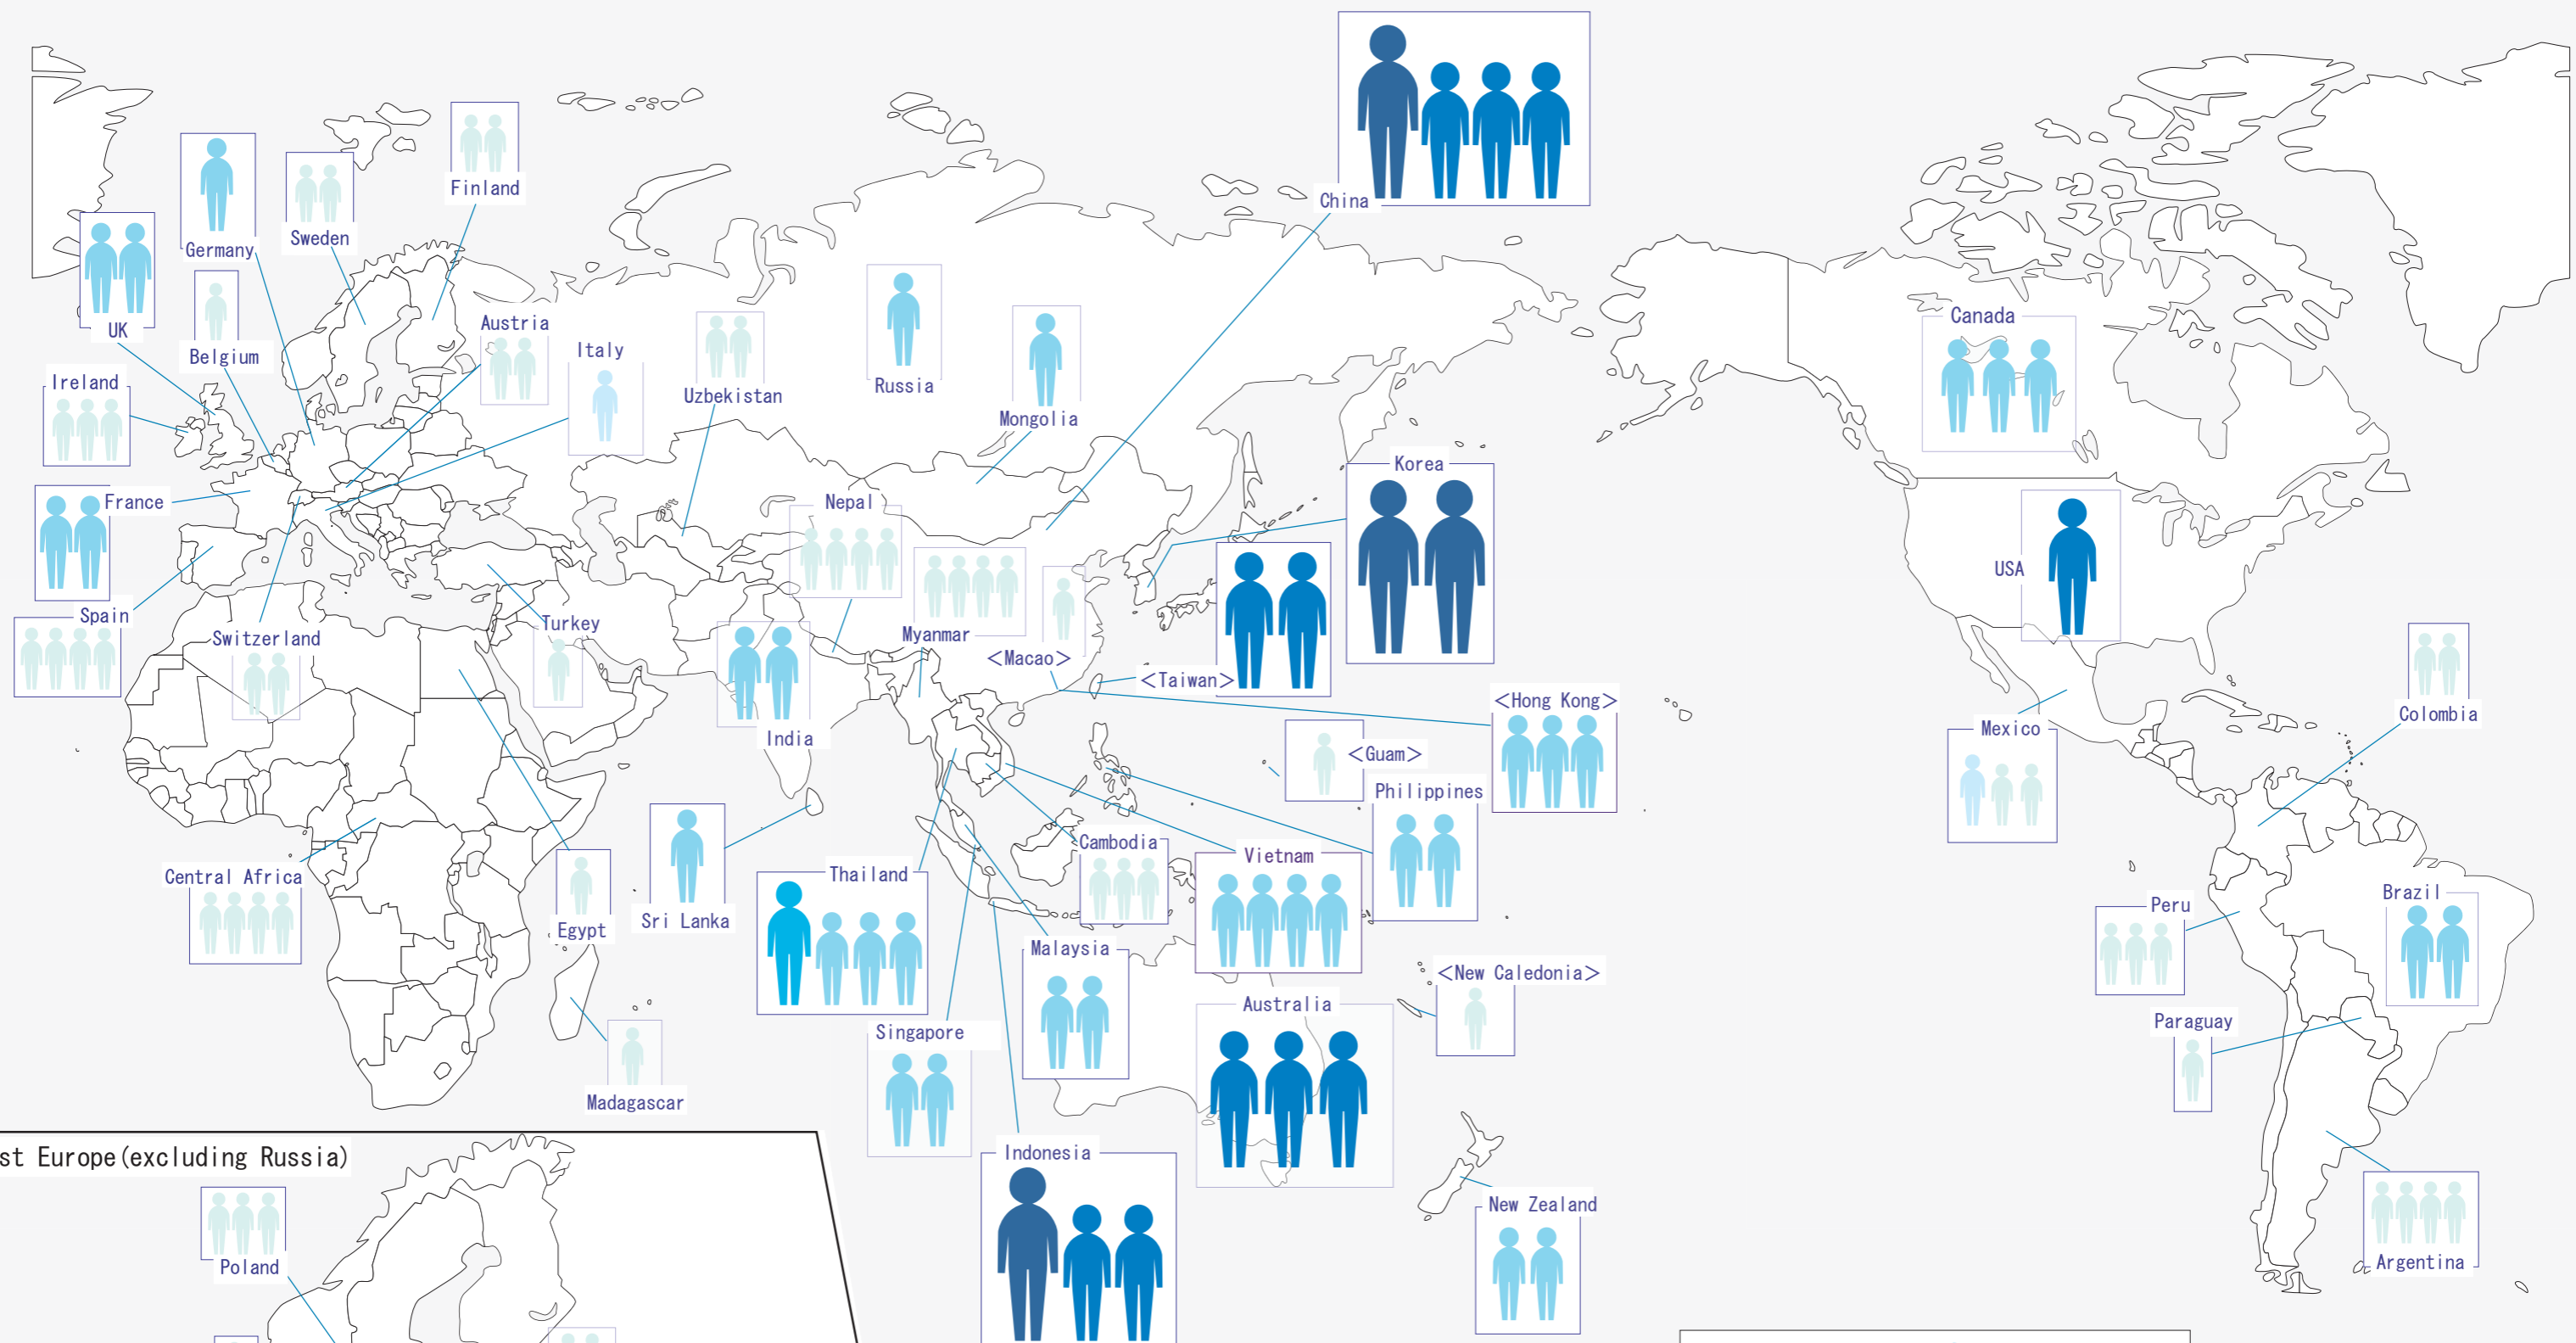 China
Finland
Germany
Sweden
UK
Belgium
Austria
Italy
Ireland
Uzbekistan
Russia
Mongolia
Canada
Korea
France
Nepal
USA
Spain
Switzerland
Turkey
Myanmar
<Macao>
<Taiwan>
<Hong Kong>
India
Colombia
Mexico
<Guam>
Philippines
Cambodia
Vietnam
Central Africa
Thailand
Egypt
Sri Lanka
Peru
Brazil
Malaysia
<New Caledonia>
Australia
Singapore
Paraguay
Madagascar
Indonesia
st Europe(excluding Russia)
New Zealand
Poland
Argentina